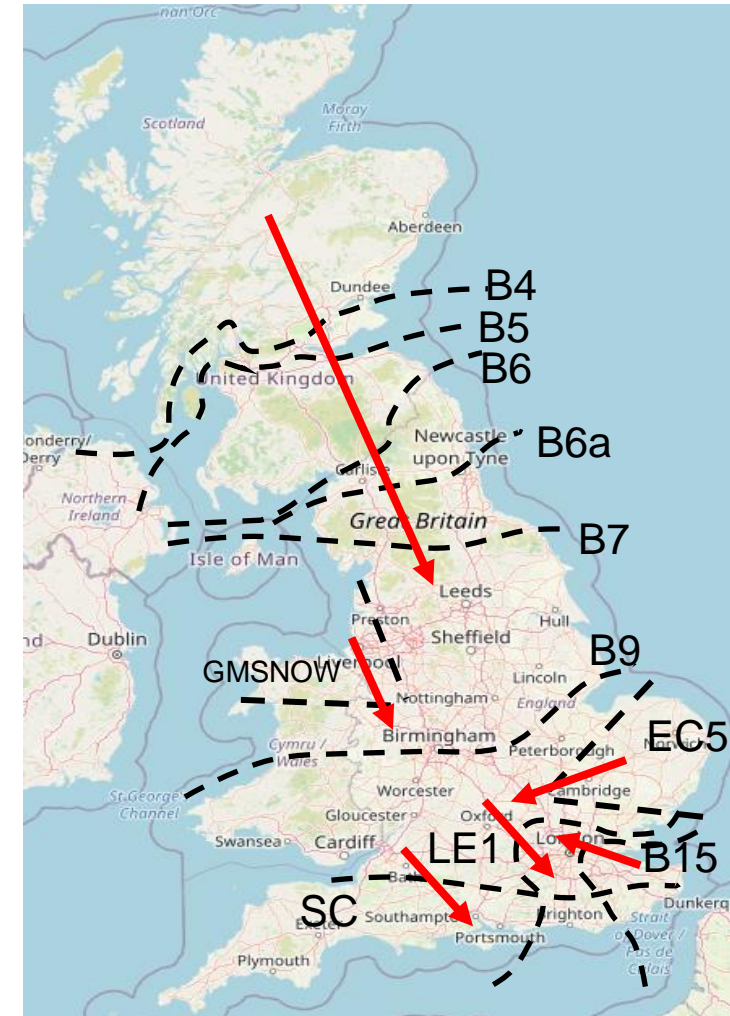 Moray
Firth
Scotland
Aberdeen
Dundee
B4
B5
United Kingdom
B6
Newcastle
upon Tyne
B6a
onderry/
Derry
Carlisle
Northern
Ireland
Great Britain
B7
Isle of Man
Leeds
Preston
Hull
Dublin
Sheffield
GMSNOW
Liverpool
B9
Lincoln
Nottingham
England
Birmingham
EC5
Norwich
Cymru /
Wales
Peterborough
St George's
Channel
Worcester
Cambridge
Gloucester
Oxford
Swansea
Cardiff
LE1
London
B15
Bath
Dunkerq
SC
Southampton
Brighton
Strait
of Dover /
Pas de
Calais
Exeter
Portsmouth
Plymouth